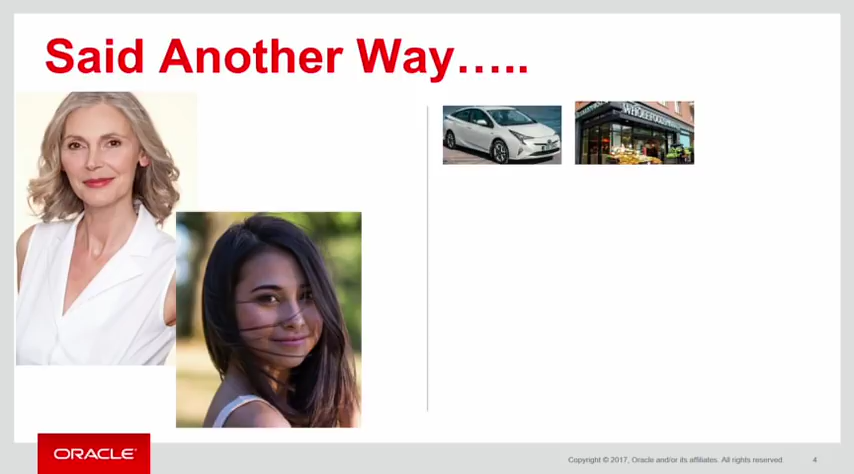 Said Another Way…..
WHOLE FOODS
ORACLE®
Copyright © 2017, Oracle and/or its affiliates. All rights reserved.
4